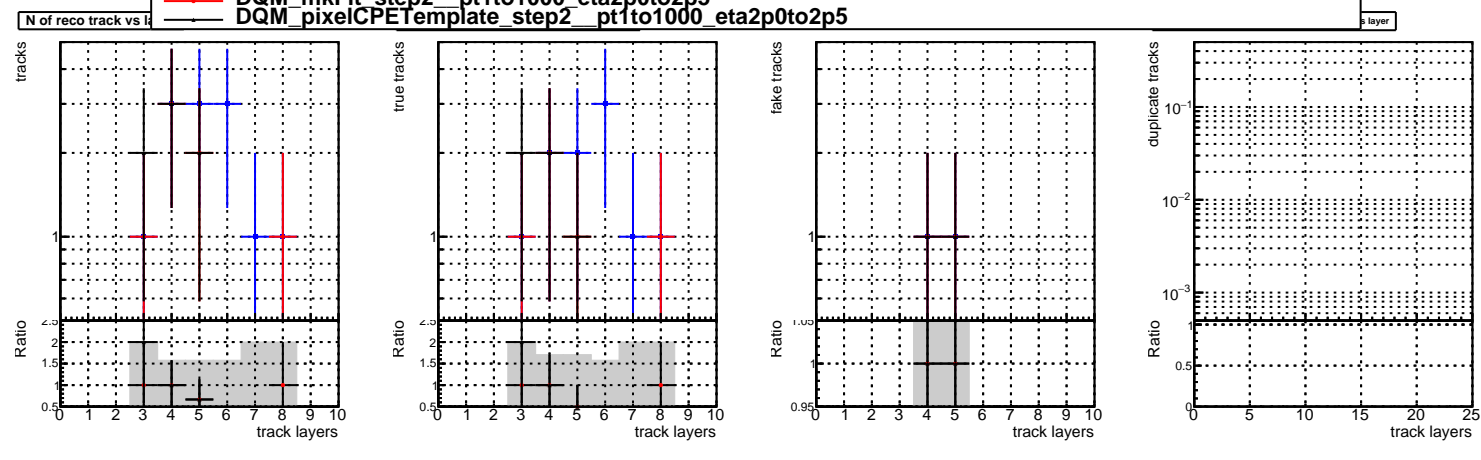 DQM_mkFit_step2__pt1to1000_eta2p0to2p5
DQM_pixelCPETemplate_step2__pt1to1000_eta2p0to2p5
N of reco track vs la
s layer
tracks
1
Ratio
2.5
2
1.5
1
0.5
0 1 2 3 4 5 6 7 8 9 10
track layers
true tracks
1
Ratio
2.5
2
1.5
1
0.5
0 1 2 3 4 5 6 7 8 9 10
track layers
fake tracks
1
Ratio
1.05
1
0.95
0 1 2 3 4 5 6 7 8 9 10
track layers
duplicate tracks
10−1
10−2
10−3
Ratio
1
0.5
0
0 5 10 15 20 25
track layers